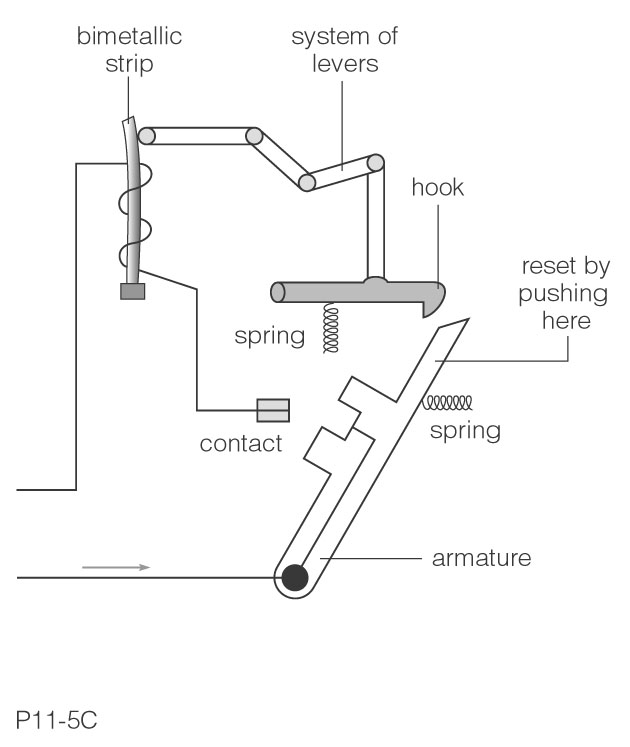 bimetallic
strip
system of
levers
hook
reset by
pushing
here
spring
contact
spring
armature
P11-5C